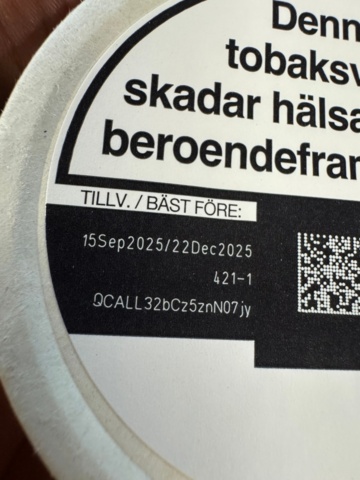 Denn
tobaksv
skadar hälsa
beroendefran
TILLV. / BÄST FÖRE:
15Sep2025/22Dec2025
421-1
QCALL32bCz5znN07jy